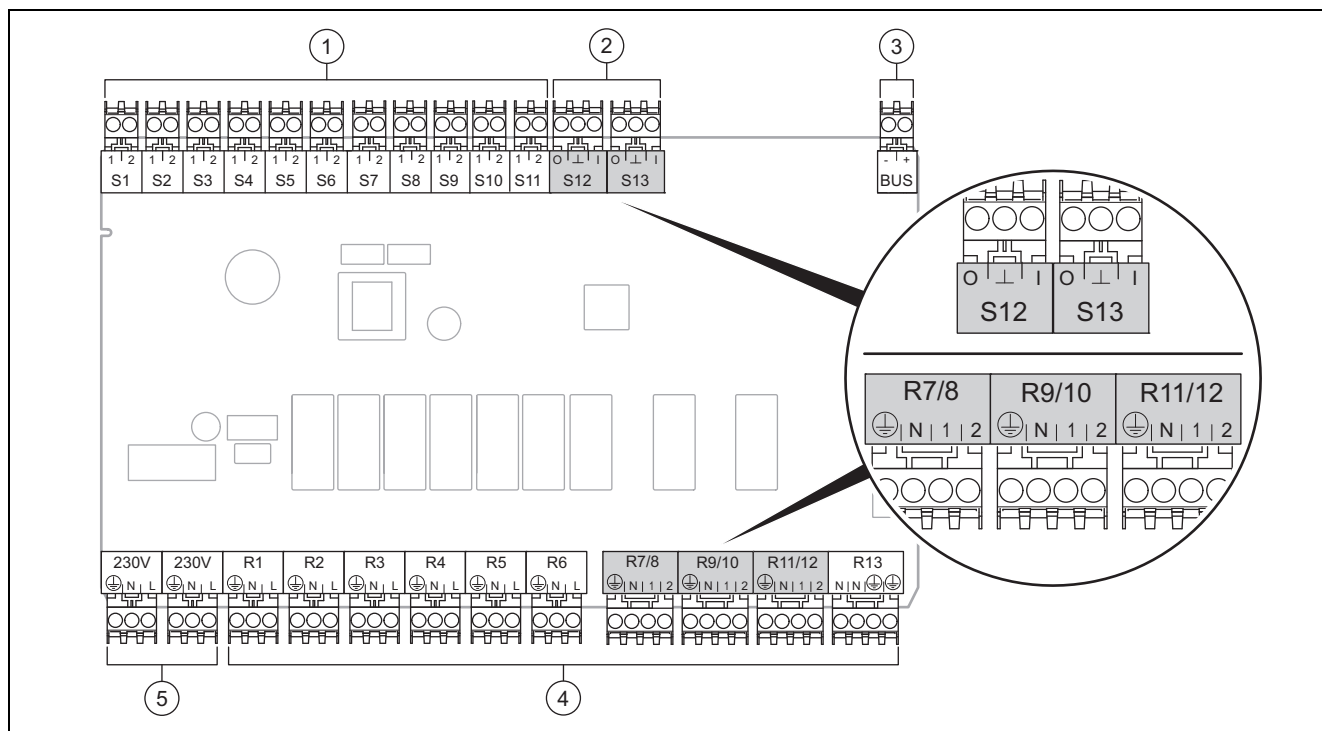 1 2 3
1 2 1 2 1 2 1 2 1 2 1 2 1 2 1 2 1 2 1 2 1 2 O ⊥ I O ⊥ I - +
S1 S2 S3 S4 S5 S6 S7 S8 S9 S10 S11 S12 S13 BUS
O ⊥ I O ⊥ I
S12 S13
R7/8 R9/10 R11/12
⏚ N 1 2 ⏚ N 1 2 ⏚ N 1 2
230V 230V R1 R2 R3 R4 R5 R6 R7/8 R9/10 R11/12 R13
⏚ N L ⏚ N L ⏚ N L ⏚ N L ⏚ N L ⏚ N L ⏚ N L ⏚ N L ⏚ N 1 2 ⏚ N 1 2 ⏚ N 1 2 N N ⏚ ⏚
5 4